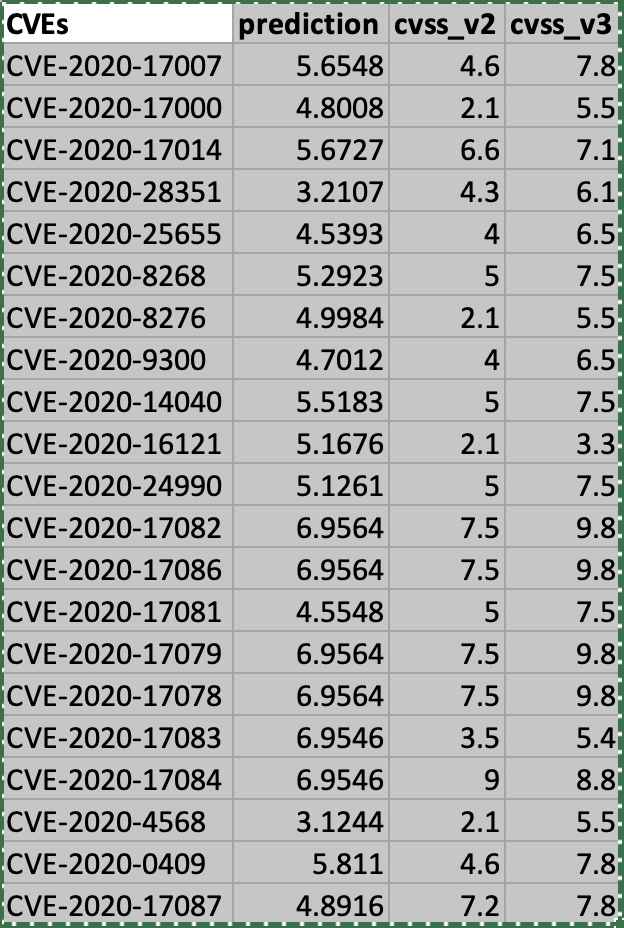 CVEs prediction cvss_v2 cvss_v3
CVE-2020-17007 5.6548 4.6 7.8
CVE-2020-17000 4.8008 2.1 5.5
CVE-2020-17014 5.6727 6.6 7.1
CVE-2020-28351 3.2107 4.3 6.1
CVE-2020-25655 4.5393 4 6.5
CVE-2020-8268 5.2923 5 7.5
CVE-2020-8276 4.9984 2.1 5.5
CVE-2020-9300 4.7012 4 6.5
CVE-2020-14040 5.5183 5 7.5
CVE-2020-16121 5.1676 2.1 3.3
CVE-2020-24990 5.1261 5 7.5
CVE-2020-17082 6.9564 7.5 9.8
CVE-2020-17086 6.9564 7.5 9.8
CVE-2020-17081 4.5548 5 7.5
CVE-2020-17079 6.9564 7.5 9.8
CVE-2020-17078 6.9564 7.5 9.8
CVE-2020-17083 6.9546 3.5 5.4
CVE-2020-17084 6.9546 9 8.8
CVE-2020-4568 3.1244 2.1 5.5
CVE-2020-0409 5.811 4.6 7.8
CVE-2020-17087 4.8916 7.2 7.8